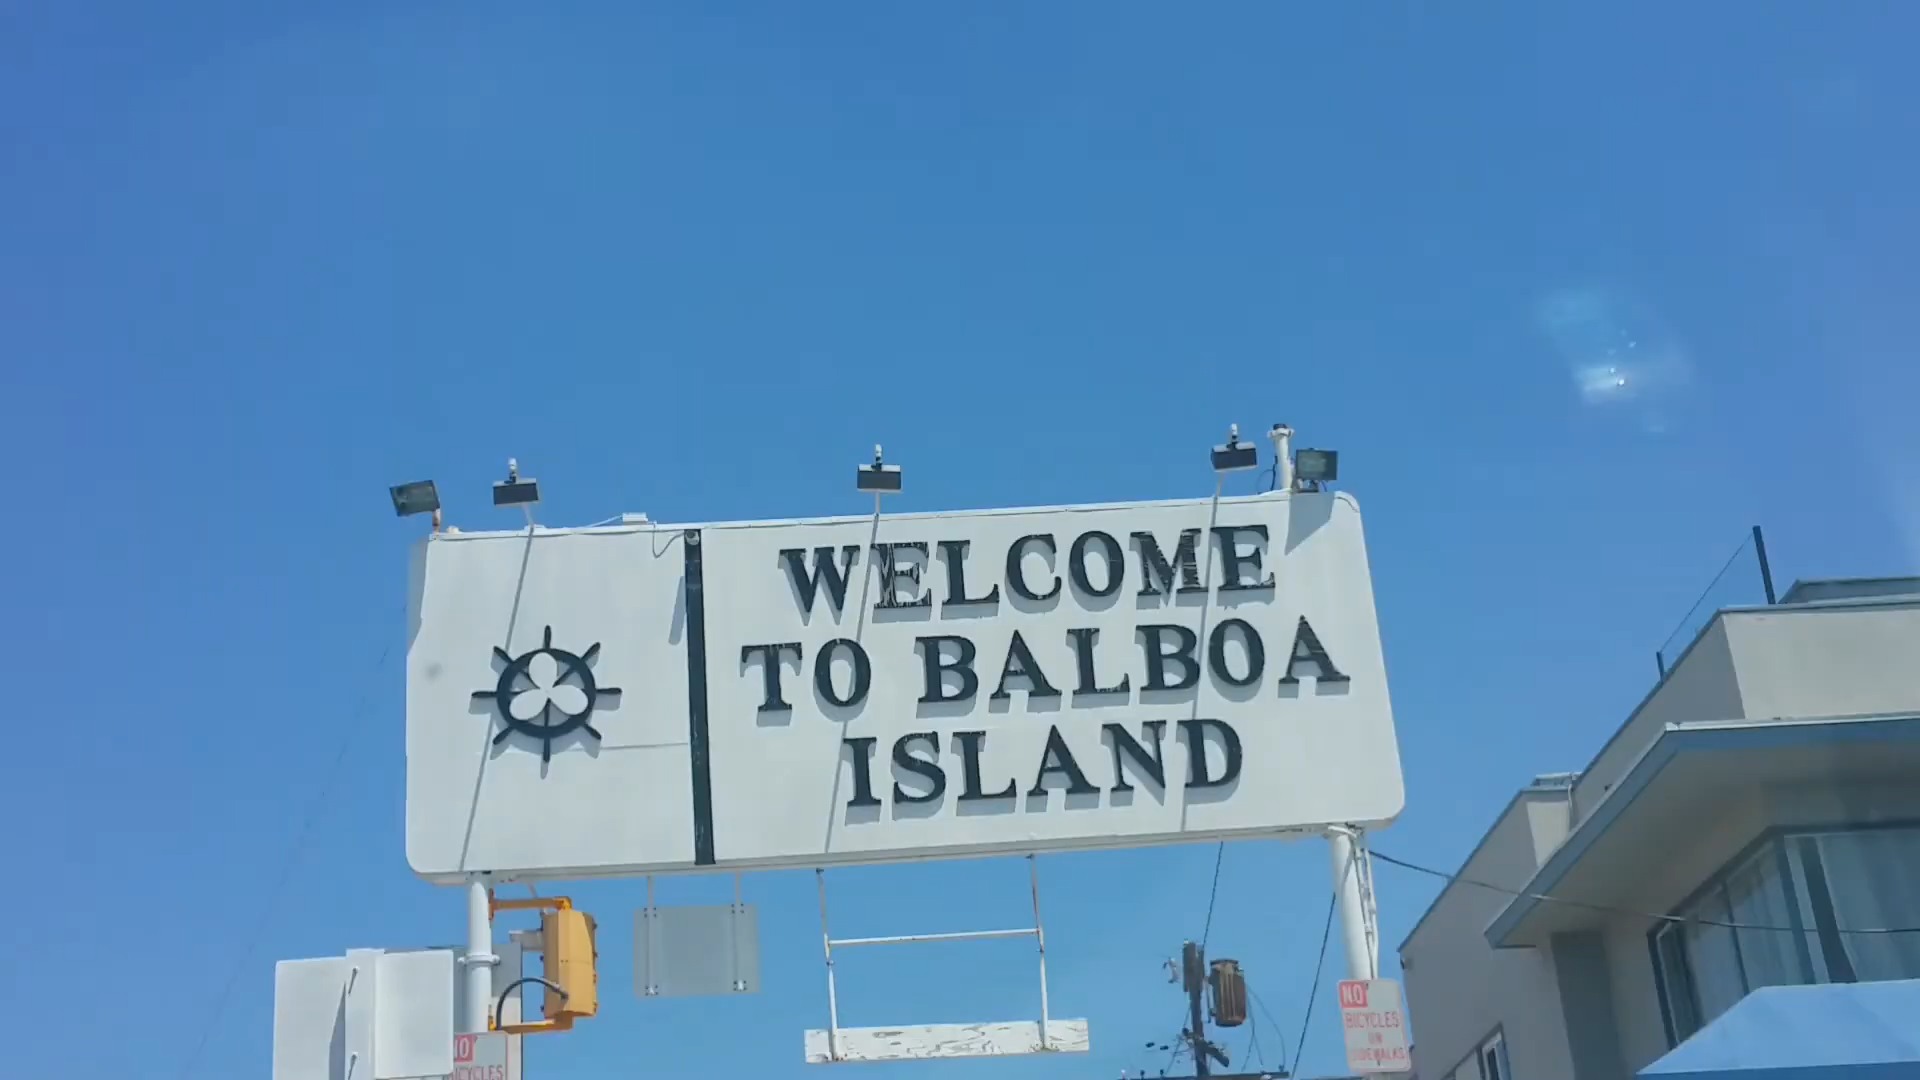 WELCOME
TO BALBOA
ISLAND
NO
BICYCLES
ON
SIDEWALKS
NO
BICYCLES